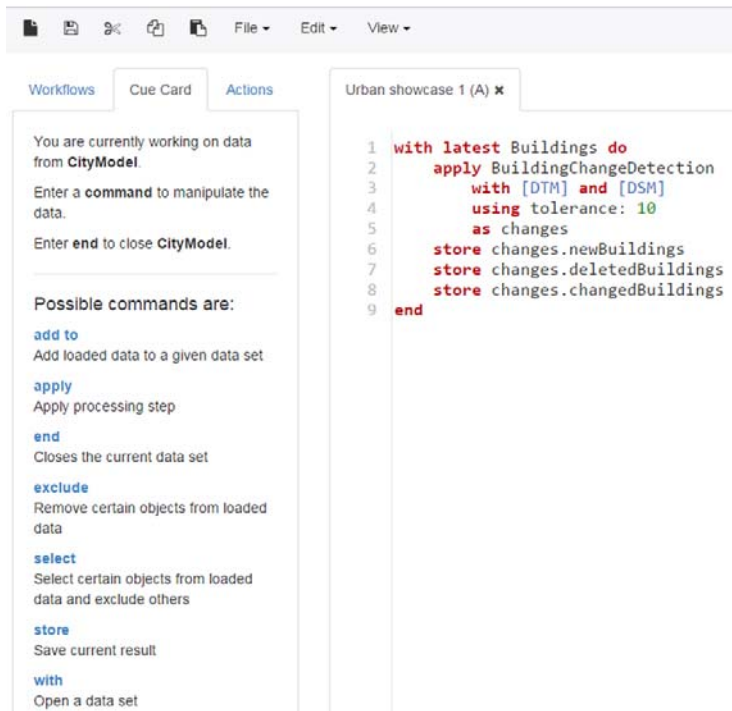 File Edit View
Workflows Cue Card Actions
You are currently working on data
from CityModel.
Enter a command to manipulate the
data.
Enter end to close CityModel.
Possible commands are:
add to
Add loaded data to a given data set
apply
Apply processing step
end
Closes the current data set
exclude
Remove certain objects from loaded
data
select
Select certain objects from loaded
data and exclude others
store
Save current result
with
Open a data set
Urban showcase 1 (A) ×
1 with latest Buildings do
2 apply BuildingChangeDetection
3 with [DTM] and [DSM]
4 using tolerance: 10
5 as changes
6 store changes.newBuildings
7 store changes.deletedBuildings
8 store changes.changedBuildings
9 end